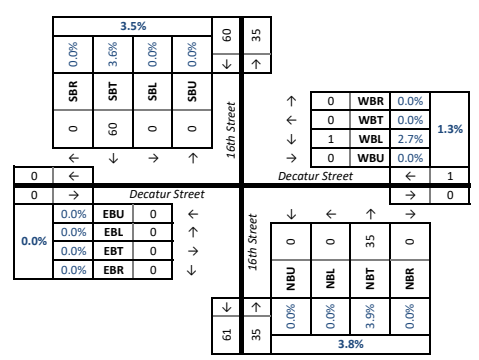 3.5% 60 35
0.0% 3.6% 0.0% 0.0% ↓ ↑
SBR SBT SBL SBU
0 60 0 0
← ↓ → ↑
16th Street
↑ 0 WBR 0.0%
← 0 WBT 0.0%
↓ 1 WBL 2.7%
→ 0 WBU 0.0%
1.3%
0 ← Decatur Street ← 1
0 → Decatur Street → 0
0.0%
0.0% EBU 0 ←
0.0% EBL 0 ↑
0.0% EBT 0 →
0.0% EBR 0 ↓
16th Street
↓ ← ↑ →
0 0 35 0
NBU NBL NBT NBR
↓ ↑ 0.0% 0.0% 3.9% 0.0%
61 35 3.8%